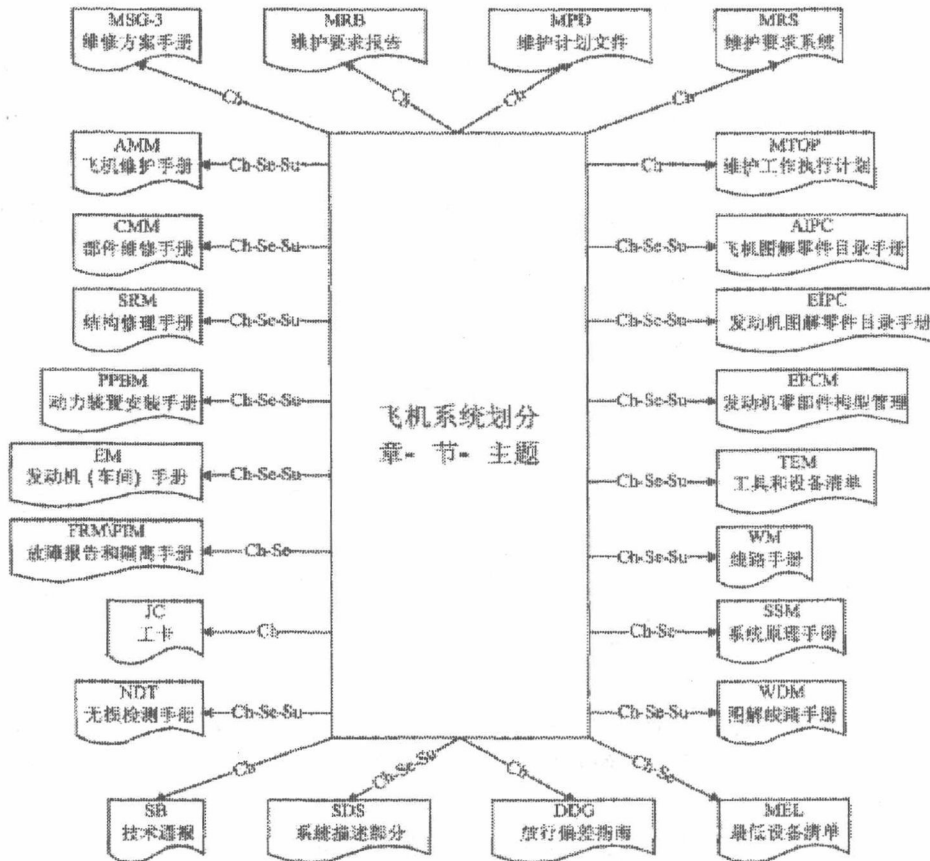 MSG-3
维修方案手册
MRB
维护要求报告
MPD
维护计划文件
MRS
维护要求系统
Ch
Ch
Ch
Ch
AMM
飞机维护手册
Ch-Se-Su
Ch
MTOP
维护工作执行计划
CMM
部件维修手册
Ch-Se-Su
Ch-Se-Su
AIPC
飞机图解零件目录手册
SRM
结构修理手册
Ch-Se-Su
Ch-Se-Su
EIPC
发动机图解零件目录手册
PPBM
动力装置安装手册
Ch-Se-Su
飞机系统划分
章- 节- 主题
Ch-Se-Su
EPCM
发动机零部件构型管理
EM
发动机 (车间) 手册
Ch-Se-Su
Ch-Se-Su
TEM
工具和设备清单
FRM\FIM
故障报告和隔离手册
Ch-Se
Ch-Se-Su
WM
线路手册
JC
工卡
Ch
Ch-Se
SSM
系统原理手册
NDT
无损检测手册
Ch-Se-Su
Ch-Se-Su
WDM
图解线路手册
Ch
Ch-Se-Su
Ch
Ch-Se
SB
技术通报
SDS
系统描述部分
DDG
放行偏差指南
MEL
最低设备清单